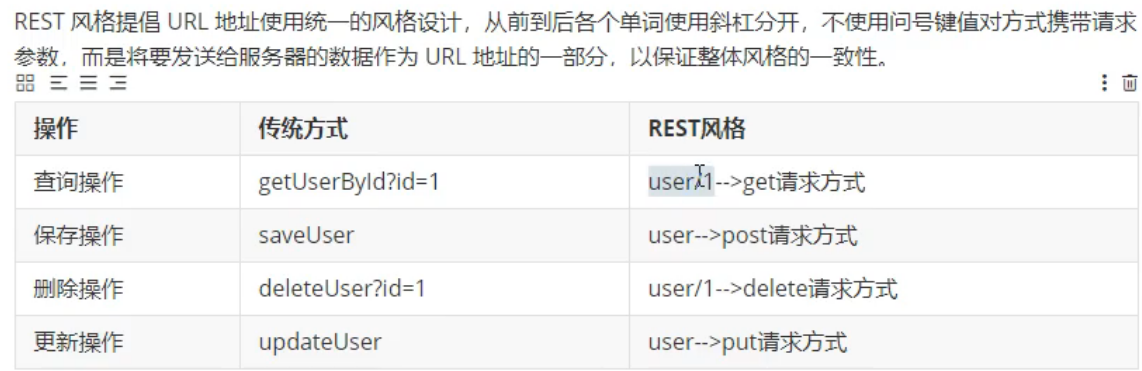 REST 风格提倡 URL 地址使用统一的风格设计，从前到后各个单词使用斜杠分开，不使用问号键值对方式携带请求
参数，而是将要发送给服务器的数据作为 URL 地址的一部分，以保证整体风格的一致性。
操作 传统方式 REST风格
查询操作 getUserById?id=1 user/1-->get请求方式
保存操作 saveUser user-->post请求方式
删除操作 deleteUser?id=1 user/1-->delete请求方式
更新操作 updateUser user-->put请求方式